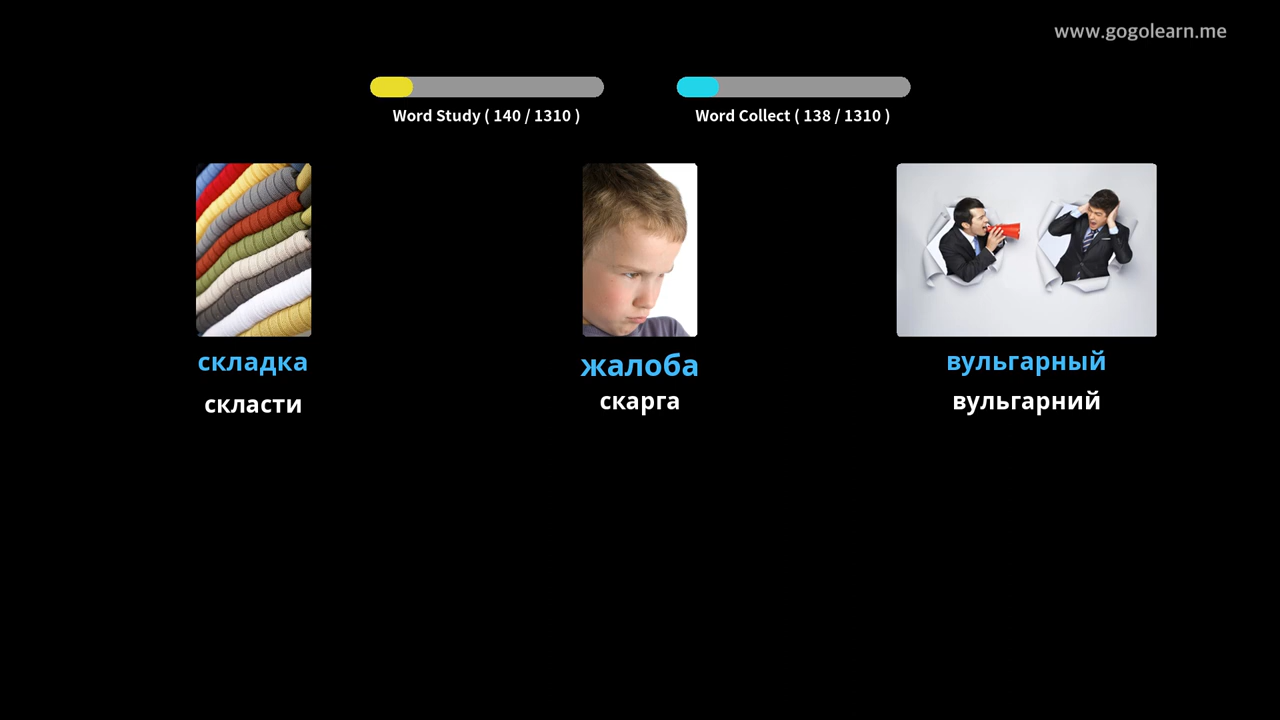 www.gogolearn.me
Word Study ( 140 / 1310 )
Word Collect ( 138 / 1310 )
складка
жалоба
вульгарный
скласти
скарга
вульгарний